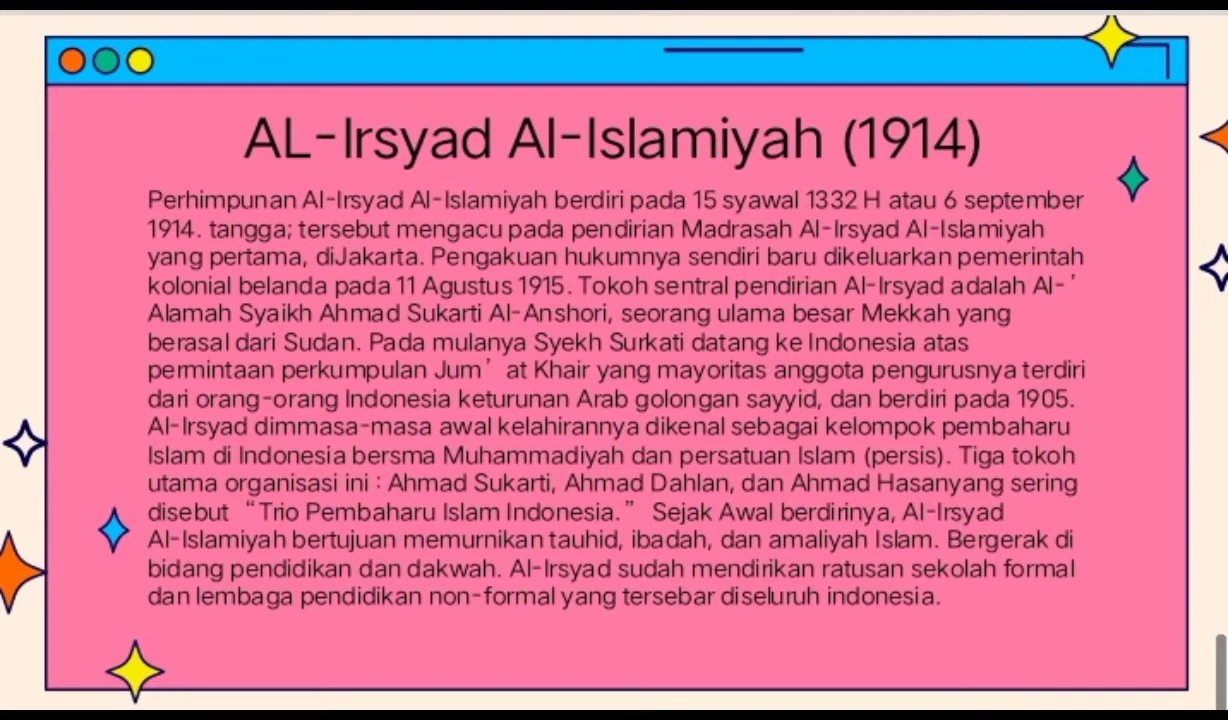 AL-Irsyad Al-Islamiyah (1914)
Perhimpunan Al-Irsyad Al-Islamiyah berdiri pada 15 syawal 1332 H atau 6 september
1914. tangga; tersebut mengacu pada pendirian Madrasah Al-Irsyad Al-Islamiyah
yang pertama, diJakarta. Pengakuan hukumnya sendiri baru dikeluarkan pemerintah
kolonial belanda pada 11 Agustus 1915. Tokoh sentral pendirian Al-Irsyad adalah Al-’
Alamah Syaikh Ahmad Sukarti Al-Anshori, seorang ulama besar Mekkah yang
berasal dari Sudan. Pada mulanya Syekh Surkati datang ke Indonesia atas
permintaan perkumpulan Jum’at Khair yang mayoritas anggota pengurusnya terdiri
dari orang-orang Indonesia keturunan Arab golongan sayyid, dan berdiri pada 1905.
Al-Irsyad dimmasa-masa awal kelahirannya dikenal sebagai kelompok pembaharu
Islam di Indonesia bersma Muhammadiyah dan persatuan Islam (persis). Tiga tokoh
utama organisasi ini : Ahmad Sukarti, Ahmad Dahlan, dan Ahmad Hasanyang sering
disebut “Trio Pembaharu Islam Indonesia.” Sejak Awal berdirinya, Al-Irsyad
Al-Islamiyah bertujuan memurnikan tauhid, ibadah, dan amaliyah Islam. Bergerak di
bidang pendidikan dan dakwah. Al-Irsyad sudah mendirikan ratusan sekolah formal
dan lembaga pendidikan non-formal yang tersebar diseluruh indonesia.